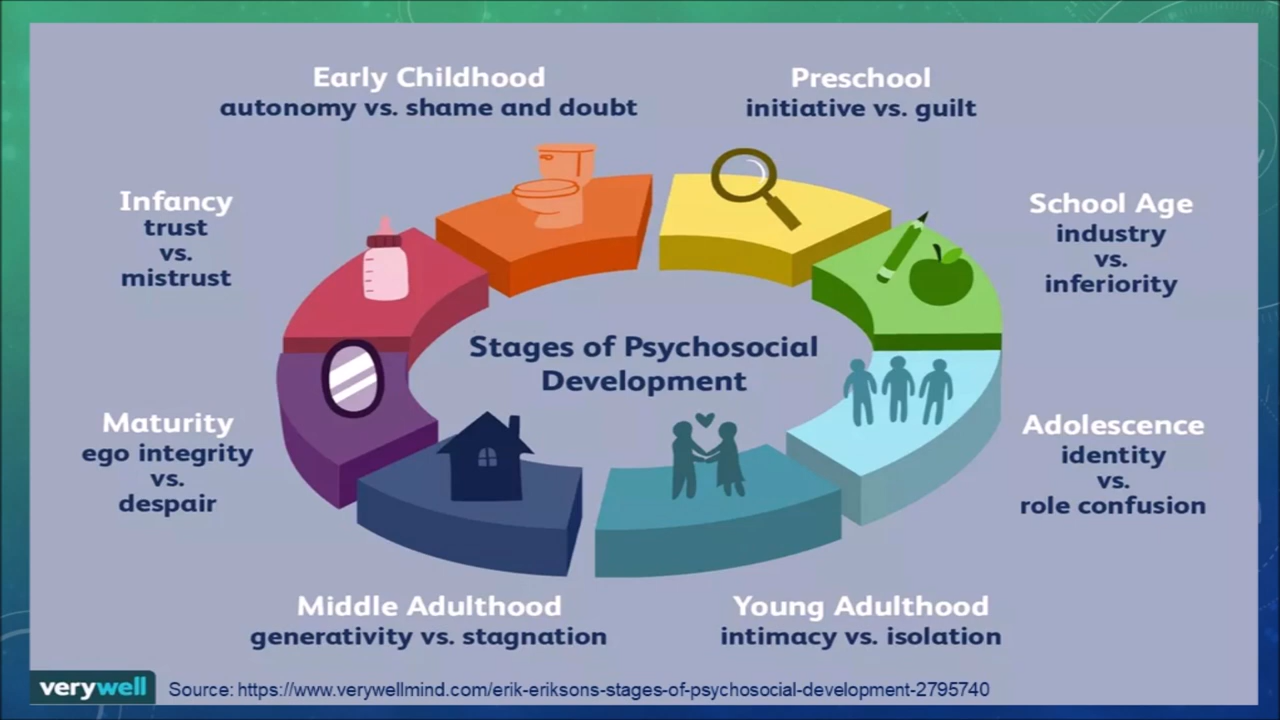 Early Childhood
autonomy vs. shame and doubt
Preschool
initiative vs. guilt
Infancy
trust
vs.
mistrust
School Age
industry
vs.
inferiority
Stages of Psychosocial
Development
Maturity
ego integrity
vs.
despair
Adolescence
identity
vs.
role confusion
Middle Adulthood
generativity vs. stagnation
Young Adulthood
intimacy vs. isolation
verywell
Source: https://www.verywellmind.com/erik-eriksons-stages-of-psychosocial-development-2795740